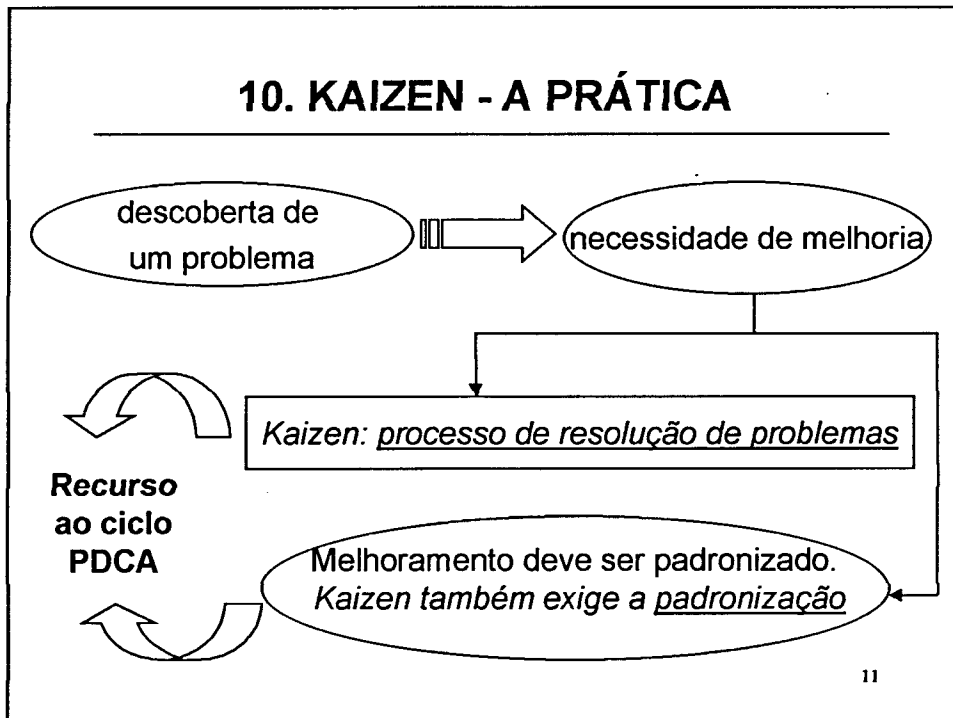 10. KAIZEN - A PRÁTICA
descoberta de
um problema
necessidade de melhoria
Kaizen: processo de resolução de problemas
Recurso
ao ciclo
PDCA
Melhoramento deve ser padronizado.
Kaizen também exige a padronização
11